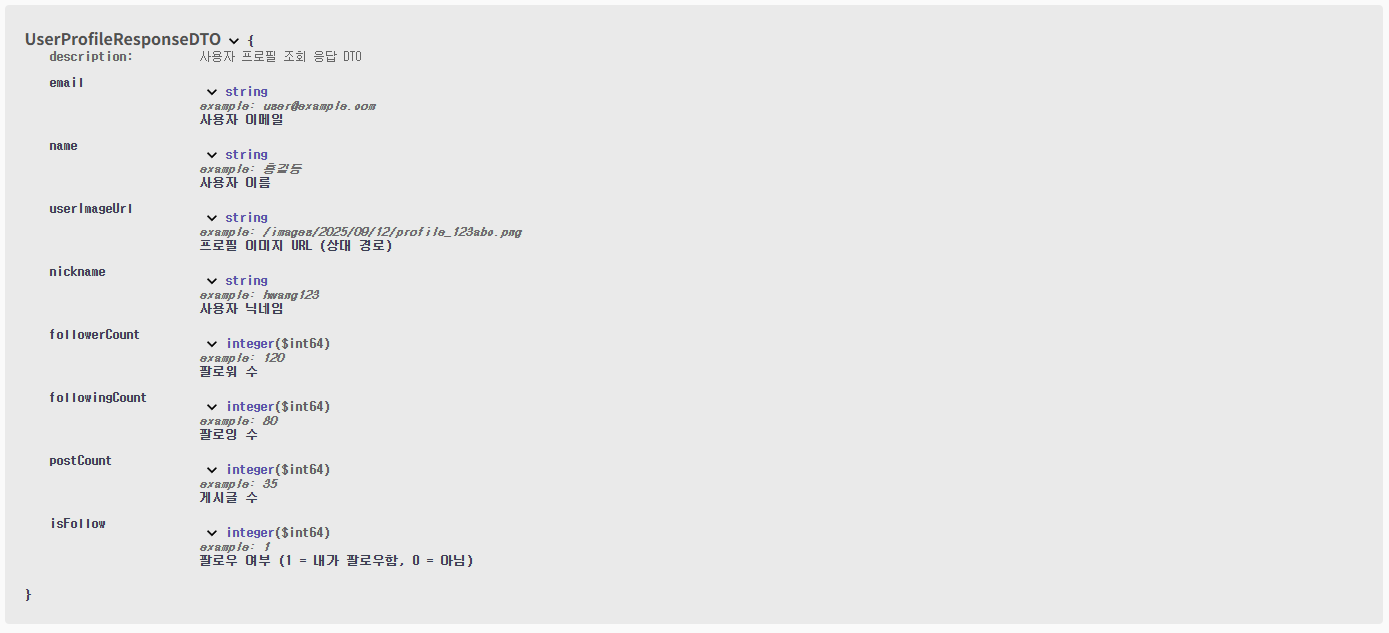 UserProfileResponseDTO {
description: 사용자 프로필 조회 응답 DTO
email
string
example: user@example.com
사용자 이메일
name
string
example: 홍길동
사용자 이름
userImageUrl
string
example: /images/2025/09/12/profile_123abc.png
프로필 이미지 URL (상대 경로)
nickname
string
example: hwang123
사용자 닉네임
followerCount
integer($int64)
example: 120
팔로워 수
followingCount
integer($int64)
example: 80
팔로잉 수
postCount
integer($int64)
example: 35
게시글 수
isFollow
integer($int64)
example: 1
팔로우 여부 (1 = 내가 팔로우함, 0 = 아님)
}